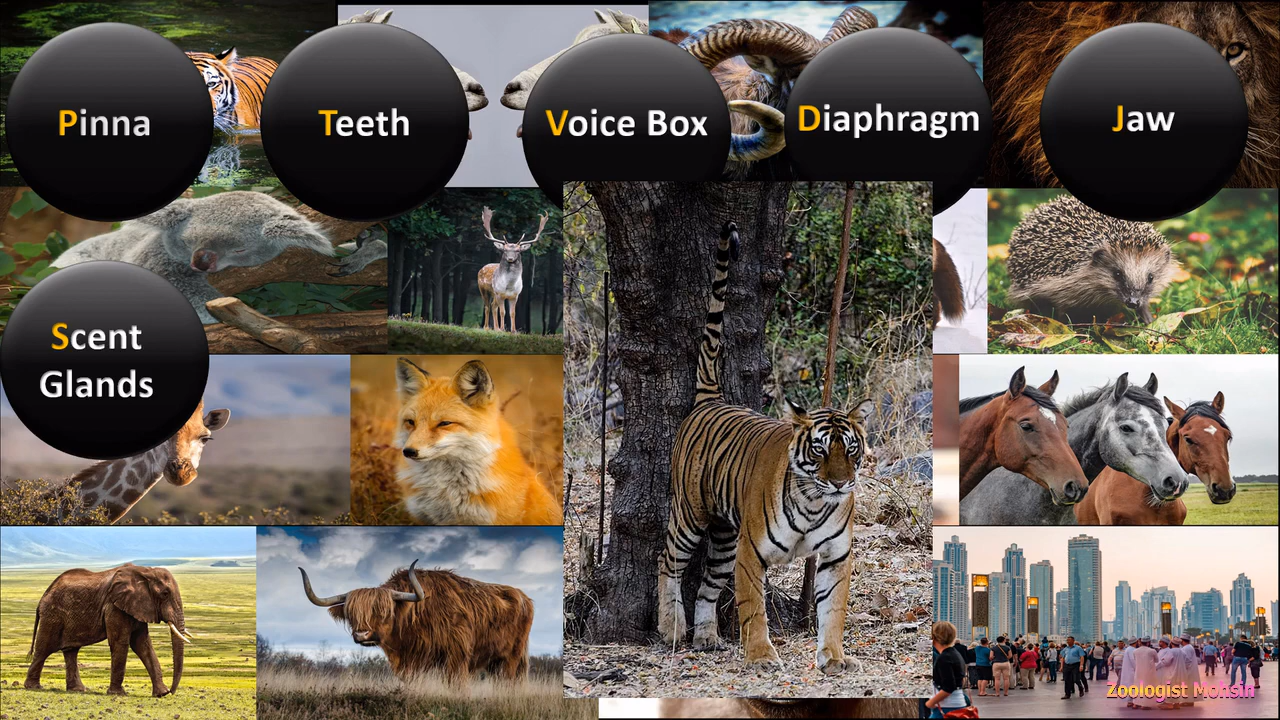 Pinna
Teeth
Voice Box
Diaphragm
Jaw
Scent
Glands
Zoologist Mohsin